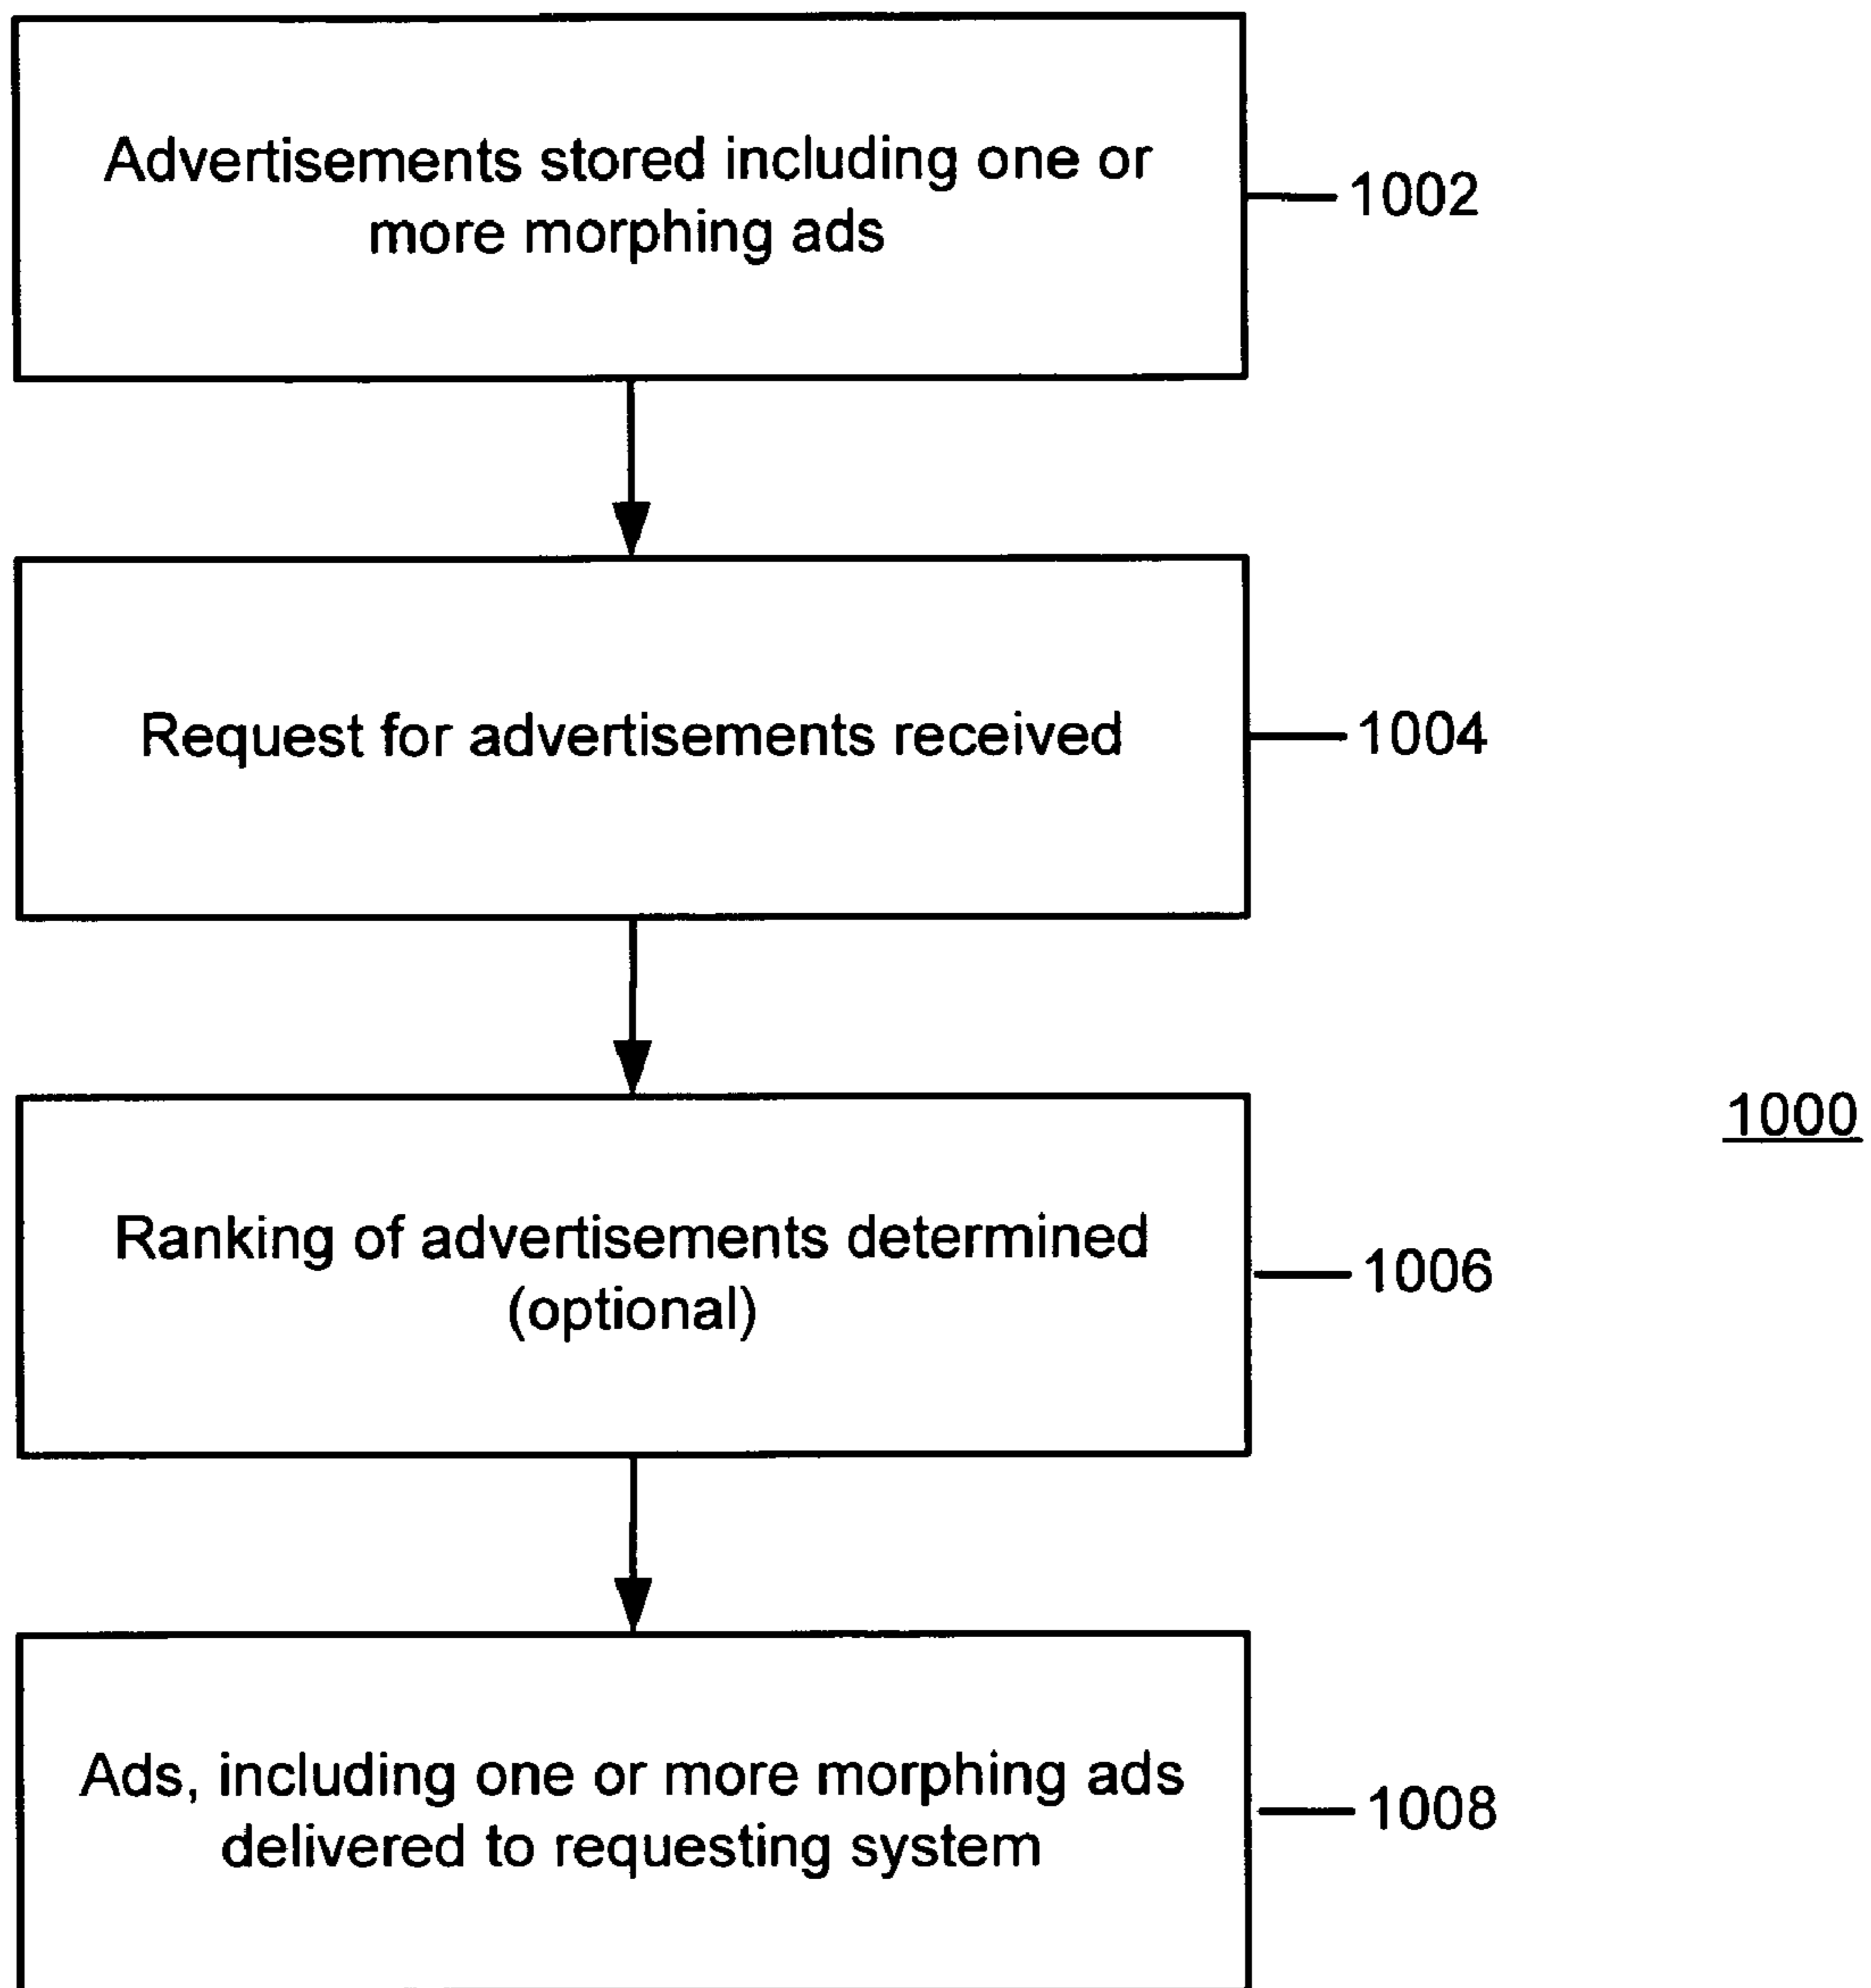 Advertisements stored including one or
more morphing ads
1002
Request for advertisements received
1004
Ranking of advertisements determined
(optional)
1006
1000
Ads, including one or more morphing ads
delivered to requesting system
1008